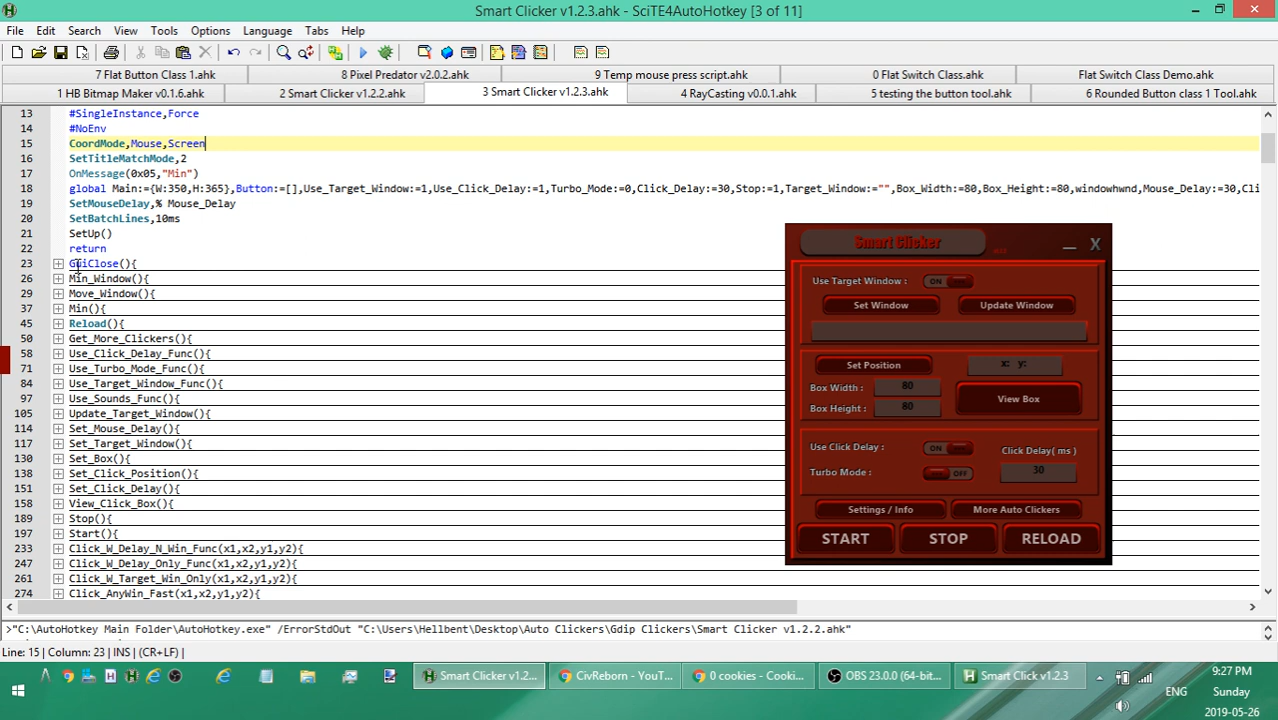 Smart Clicker v1.2.3.ahk - SciTE4AutoHotkey [3 of 11]
File Edit Search View Tools Options Language Tabs Help
7 Flat Button Class 1.ahk 8 Pixel Predator v2.0.2.ahk 9 Temp mouse press script.ahk 0 Flat Switch Class.ahk Flat Switch Class Demo.ahk
1 HB Bitmap Maker v0.1.6.ahk 2 Smart Clicker v1.2.2.ahk 3 Smart Clicker v1.2.3.ahk 4 RayCasting v0.0.1.ahk 5 testing the button tool.ahk 6 Rounded Button class 1 Tool.ahk
13 #SingleInstance,Force
14 #NoEnv
15 CoordMode,Mouse,Screen
16 SetTitleMatchMode,2
17 OnMessage(0x05,"Min")
18 global Main:={W:350,H:365},Button:=[],Use_Target_Window:=1,Use_Click_Delay:=1,Turbo_Mode:=0,Click_Delay:=30,Stop:=1,Target_Window:="",Box_Width:=80,Box_Height:=80,windowhwnd,Mouse_Delay:=30,Cli
19 SetMouseDelay,% Mouse_Delay
20 SetBatchLines,10ms
21 SetUp()
22 return
23 GuiClose(){
26 Min_Window(){
29 Move_Window(){
37 Min(){
45 Reload(){
50 Get_More_Clickers(){
58 Use_Click_Delay_Func(){
71 Use_Turbo_Mode_Func(){
84 Use_Target_Window_Func(){
97 Use_Sounds_Func(){
105 Update_Target_Window(){
114 Set_Mouse_Delay(){
117 Set_Target_Window(){
130 Set_Box(){
138 Set_Click_Position(){
151 Set_Click_Delay(){
158 View_Click_Box(){
189 Stop(){
197 Start(){
233 Click_W_Delay_N_Win_Func(x1,x2,y1,y2){
247 Click_W_Delay_Only_Func(x1,x2,y1,y2){
261 Click_W_Target_Win_Only(x1,x2,y1,y2){
274 Click_AnyWin_Fast(x1,x2,y1,y2){
Smart Clicker
X
Use Target Window : ON
Set Window Update Window
Set Position x: y:
Box Width : 80
View Box
Box Height : 80
Use Click Delay : ON Click Delay( ms )
Turbo Mode : OFF 30
Settings / Info More Auto Clickers
START STOP RELOAD
>"C:\AutoHotkey Main Folder\AutoHotkey.exe" /ErrorStdOut "C:\Users\Hellbent\Desktop\Auto Clickers\Gdip Clickers\Smart Clicker v1.2.2.ahk"
Line: 15 | Column: 23 | INS | (CR+LF) |
Smart Clicker v1.2... CivReborn - YouT... 0 cookies - Cooki... OBS 23.0.0 (64-bit... Smart Click v1.2.3
ENG
9:27 PM
Sunday
2019-05-26